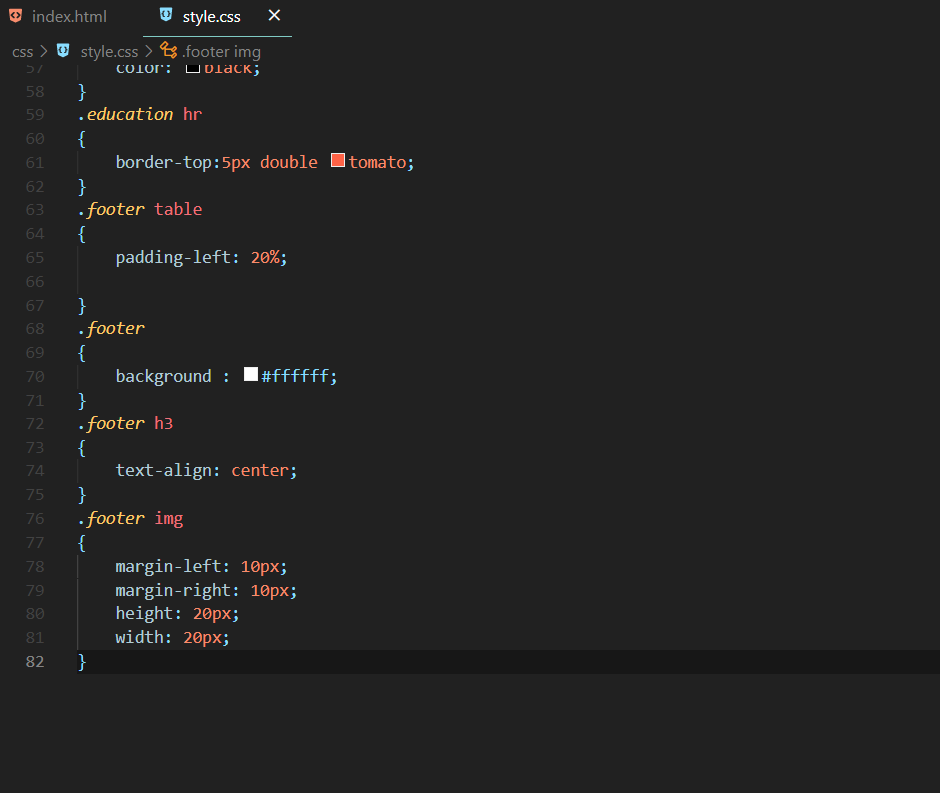 index.html style.css ×
css > style.css > .footer img
57 color: black;
58 }
59 .education hr
60 {
61 border-top:5px double tomato;
62 }
63 .footer table
64 {
65 padding-left: 20%;
66
67 }
68 .footer
69 {
70 background : #ffffff;
71 }
72 .footer h3
73 {
74 text-align: center;
75 }
76 .footer img
77 {
78 margin-left: 10px;
79 margin-right: 10px;
80 height: 20px;
81 width: 20px;
82 }